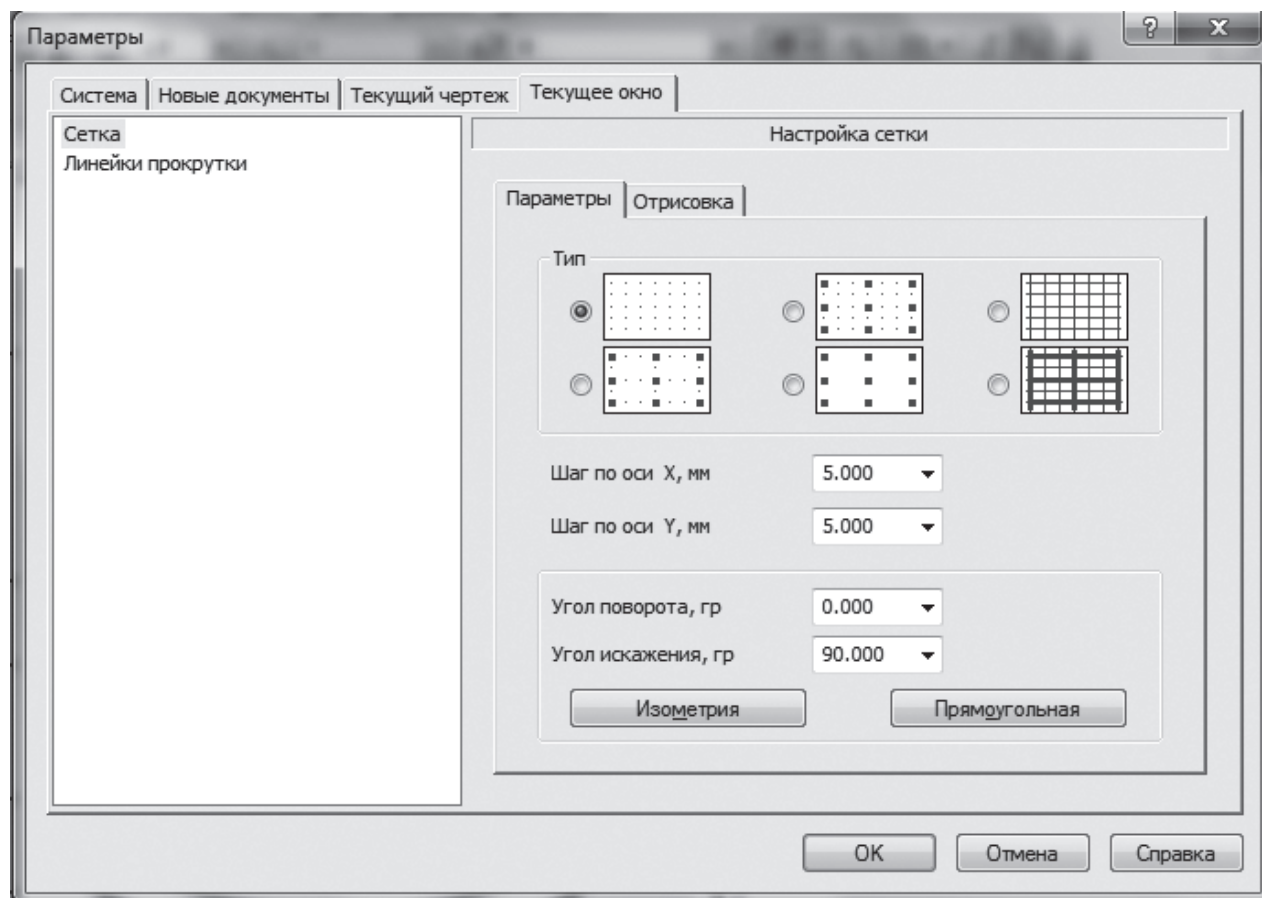 Параметры
Система Новые документы Текущий чертеж Текущее окно
Сетка
Линейки прокрутки
Настройка сетки
Параметры Отрисовка
Тип
Шаг по оси X, мм 5.000
Шаг по оси Y, мм 5.000
Угол поворота, гр 0.000
Угол искажения, гр 90.000
Изометрия Прямоугольная
OK Отмена Справка